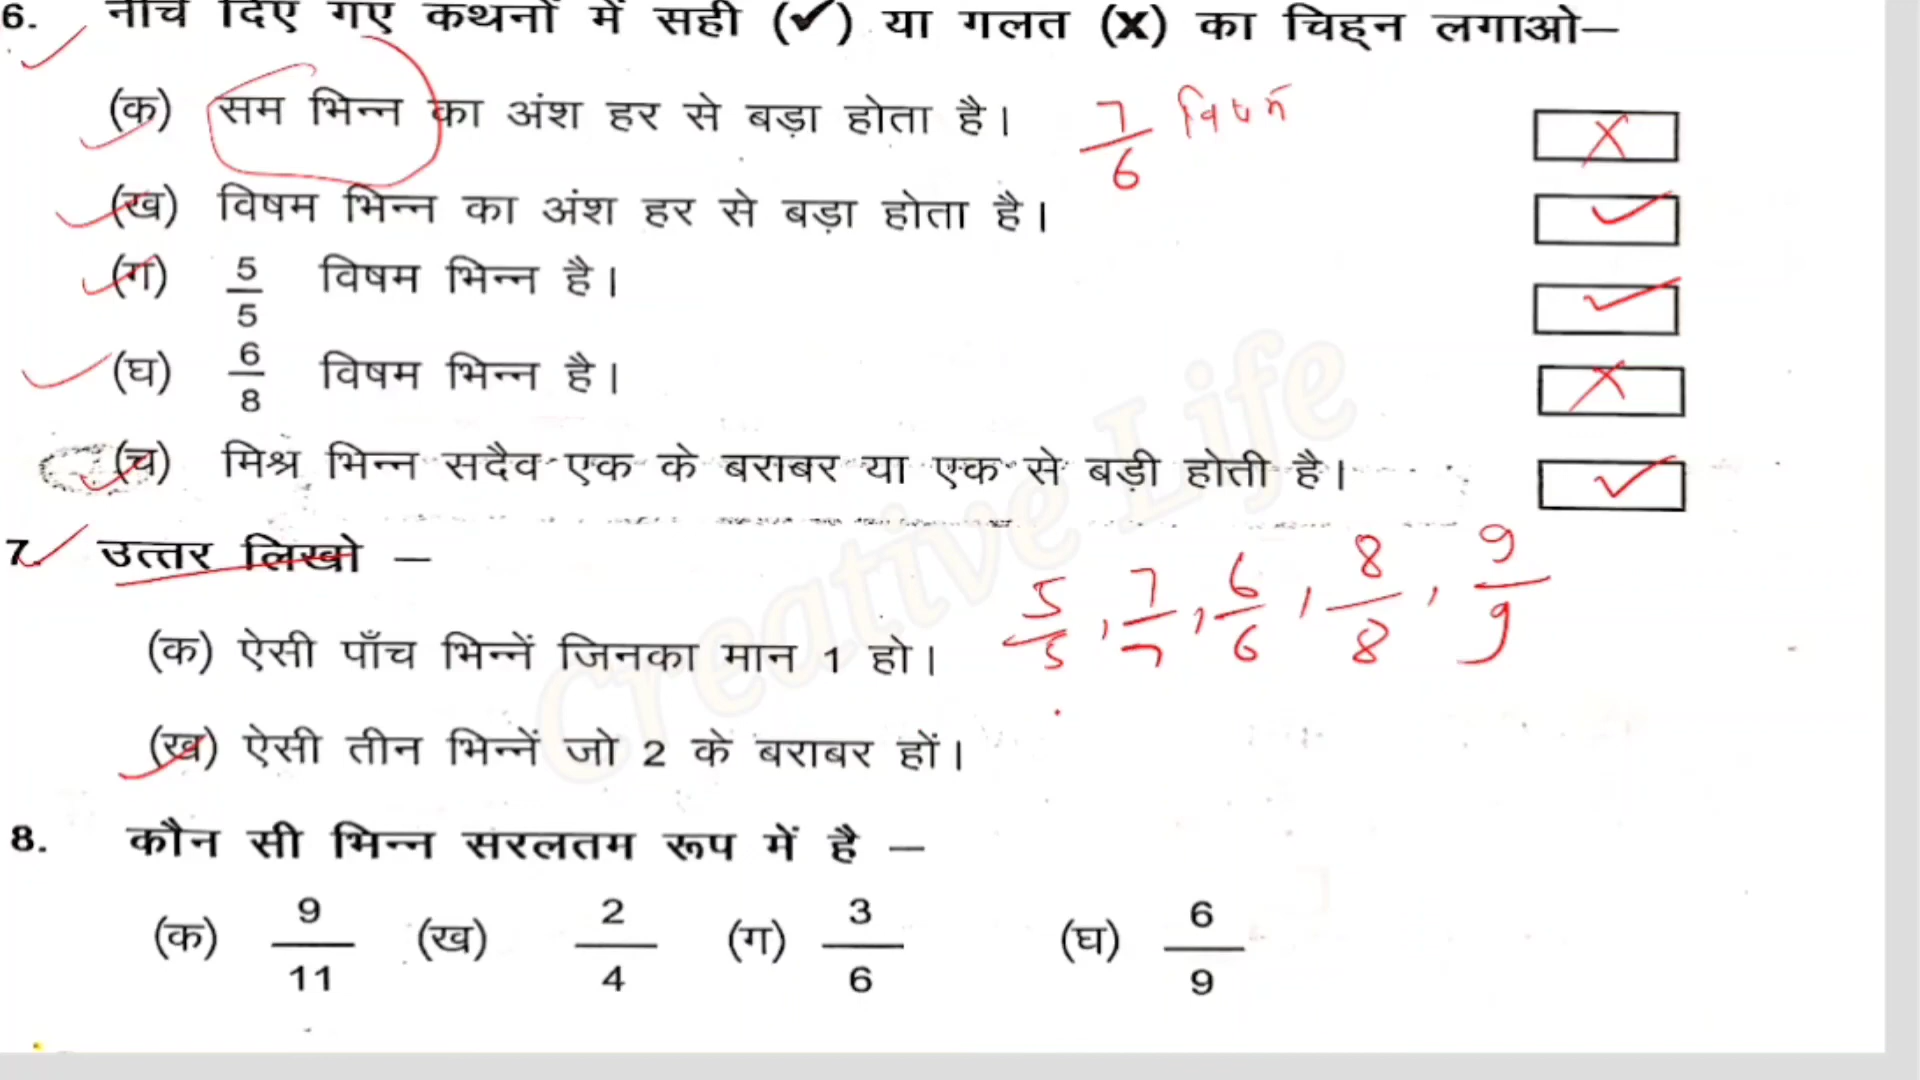 6. नीचे दिए गए कथनों में सही (✓) या गलत (x) का चिह्न लगाओ—
(क) सम भिन्न का अंश हर से बड़ा होता है। 7/6 विषम X
(ख) विषम भिन्न का अंश हर से बड़ा होता है। ✓
(ग) 5/5 विषम भिन्न है। ✓
(घ) 6/8 विषम भिन्न है। X
(च) मिश्र भिन्न सदैव एक के बराबर या एक से बड़ी होती है। ✓
7. उत्तर लिखो —
(क) ऐसी पाँच भिन्नें जिनका मान 1 हो। 5/5, 7/7, 6/6, 8/8, 9/9
(ख) ऐसी तीन भिन्नें जो 2 के बराबर हों।
8. कौन सी भिन्न सरलतम रूप में है —
(क) 9/11 (ख) 2/4 (ग) 3/6 (घ) 6/9
Creative Life